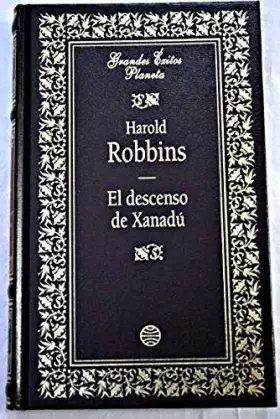 Grandes Éxitos
Planeta
Harold
Robbins
El descenso
de Xanadú